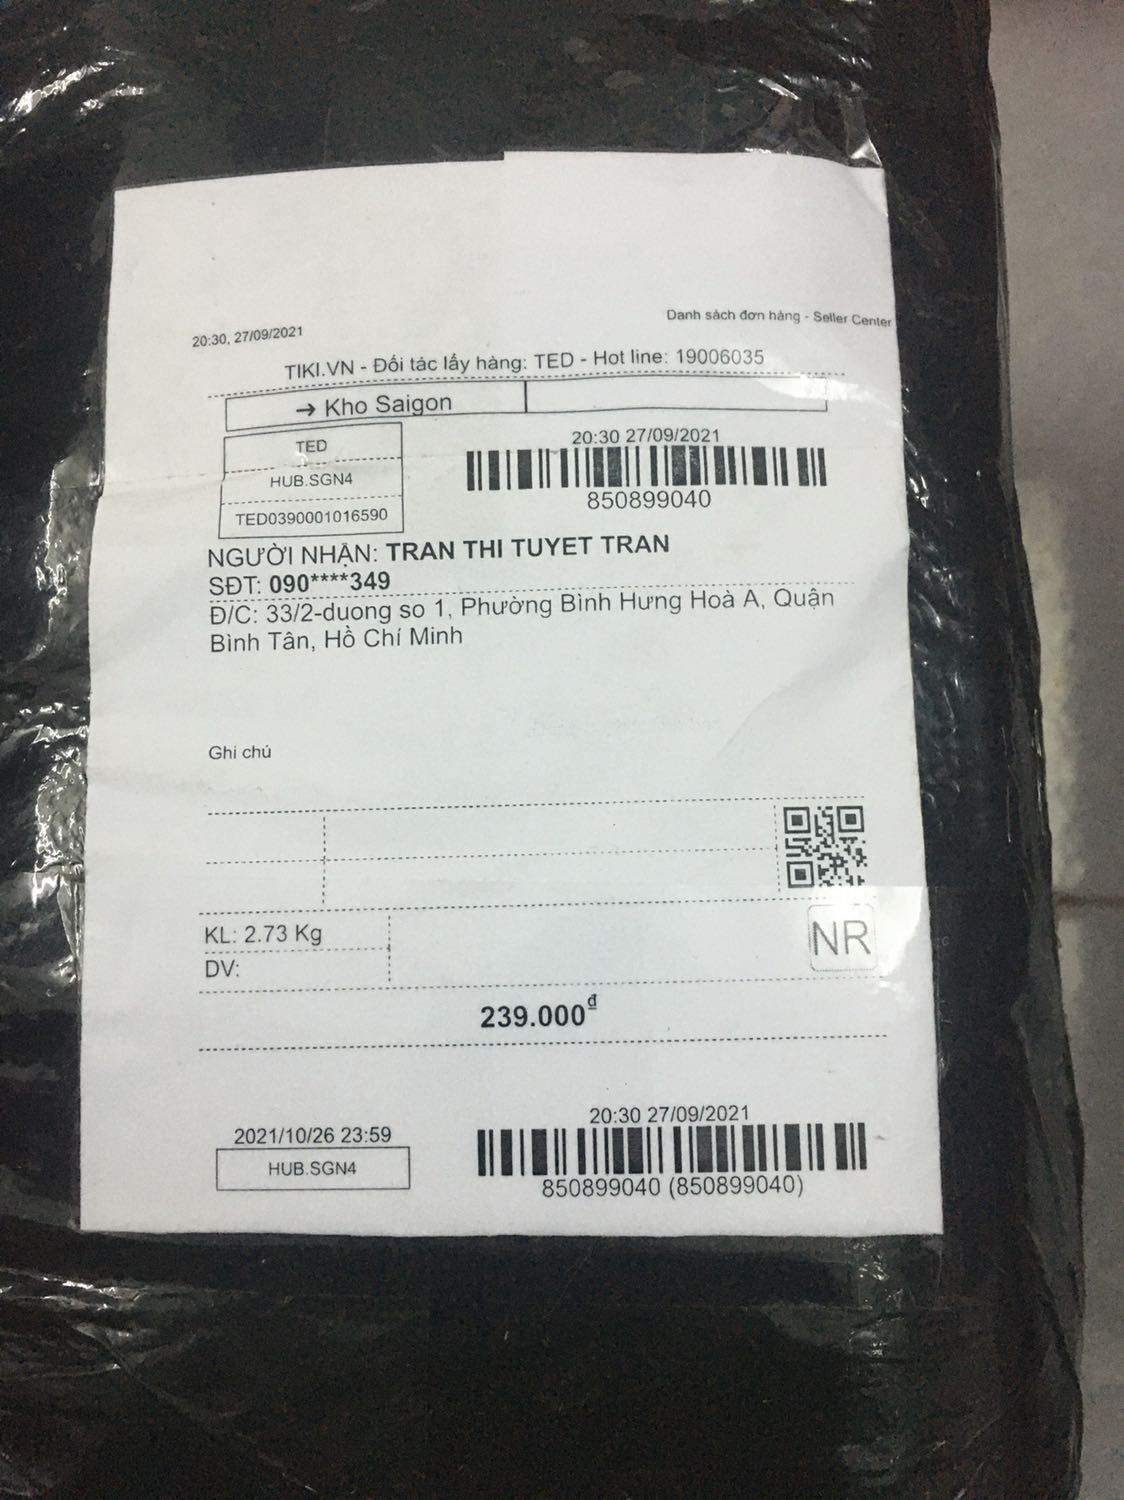 20:30, 27/09/2021
Danh sách đơn hàng - Seller Center
TIKI.VN - Đối tác lấy hàng: TED - Hot line: 19006035
→ Kho Saigon
TED
HUB.SGN4
TED0390001016590
20:30 27/09/2021
850899040
NGƯỜI NHẬN: TRAN THI TUYET TRAN
SĐT: 090****349
Đ/C: 33/2-duong so 1, Phường Bình Hưng Hoà A, Quận
Bình Tân, Hồ Chí Minh
Ghi chú
KL: 2.73 Kg
DV:
NR
239.000đ
2021/10/26 23:59
HUB.SGN4
20:30 27/09/2021
850899040 (850899040)